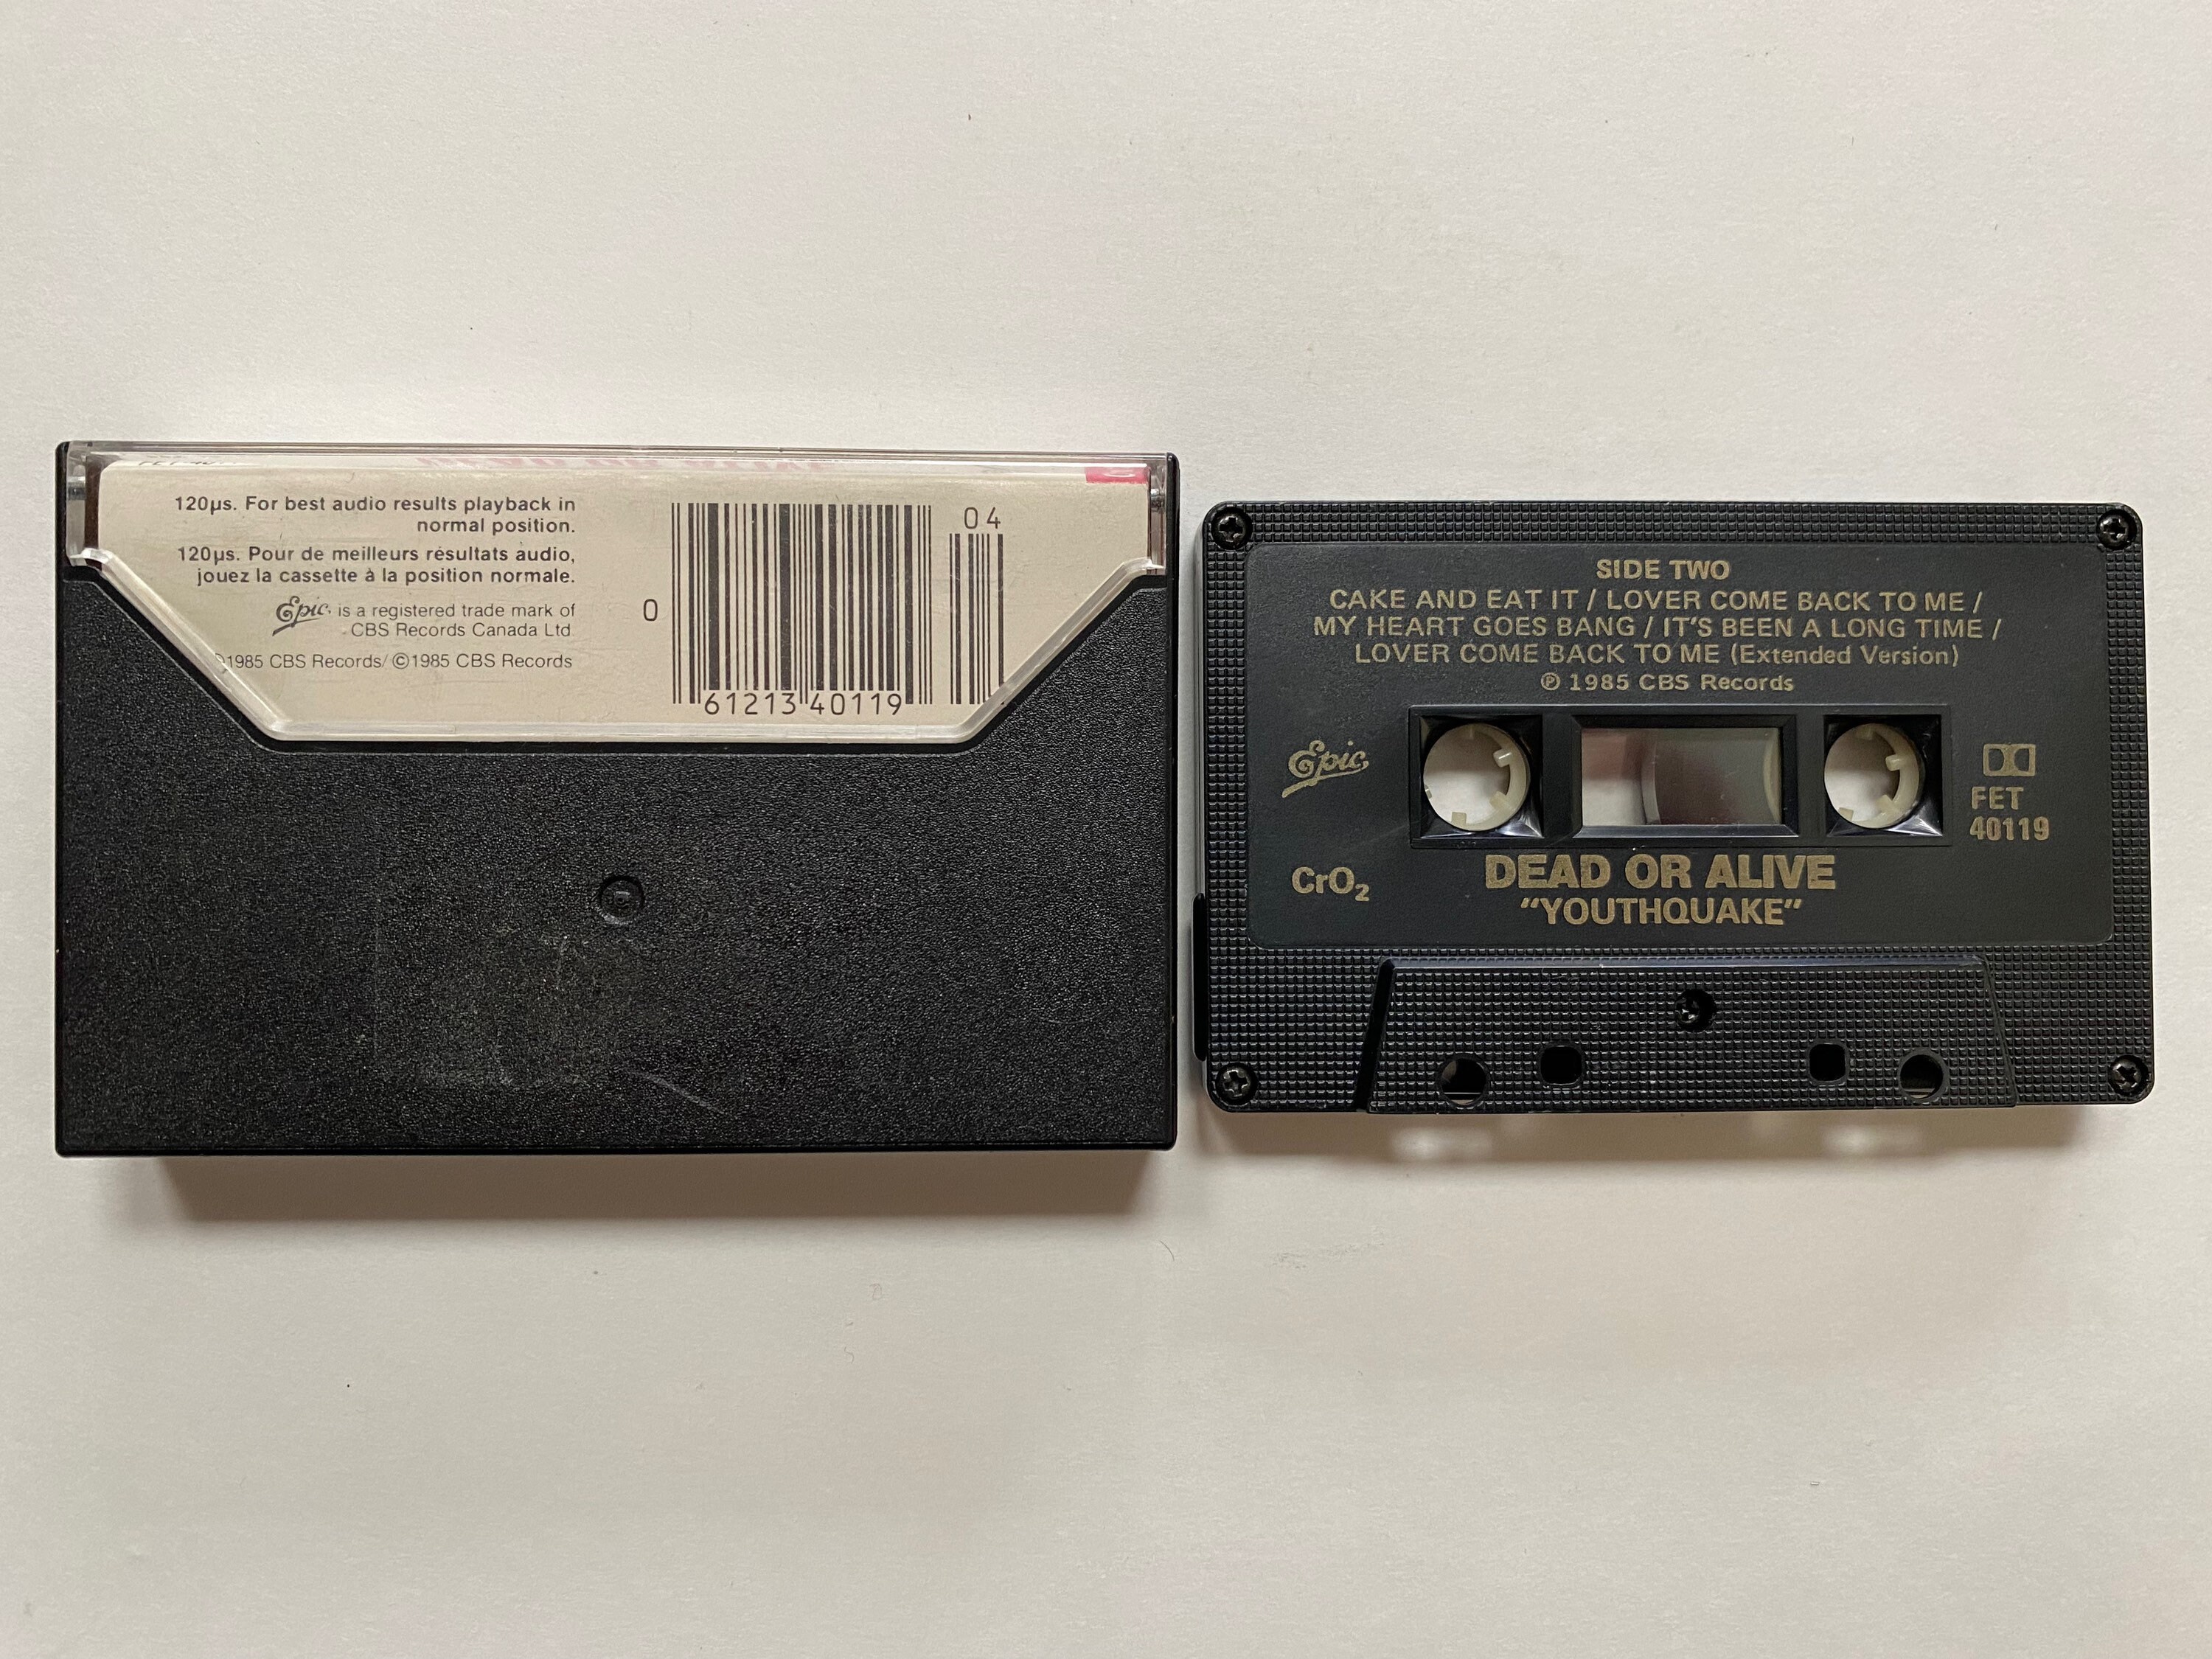 120µs. For best audio results playback in
normal position.
120µs. Pour de meilleurs résultats audio,
jouez la cassette à la position normale.
Epic. is a registered trade mark of
CBS Records Canada Ltd.
℗1985 CBS Records/ ©1985 CBS Records
04
0
61213 40119
SIDE TWO
CAKE AND EAT IT / LOVER COME BACK TO ME /
MY HEART GOES BANG / IT'S BEEN A LONG TIME /
LOVER COME BACK TO ME (Extended Version)
℗ 1985 CBS Records
Epic
FET
40119
CrO₂
DEAD OR ALIVE
“YOUTHQUAKE”